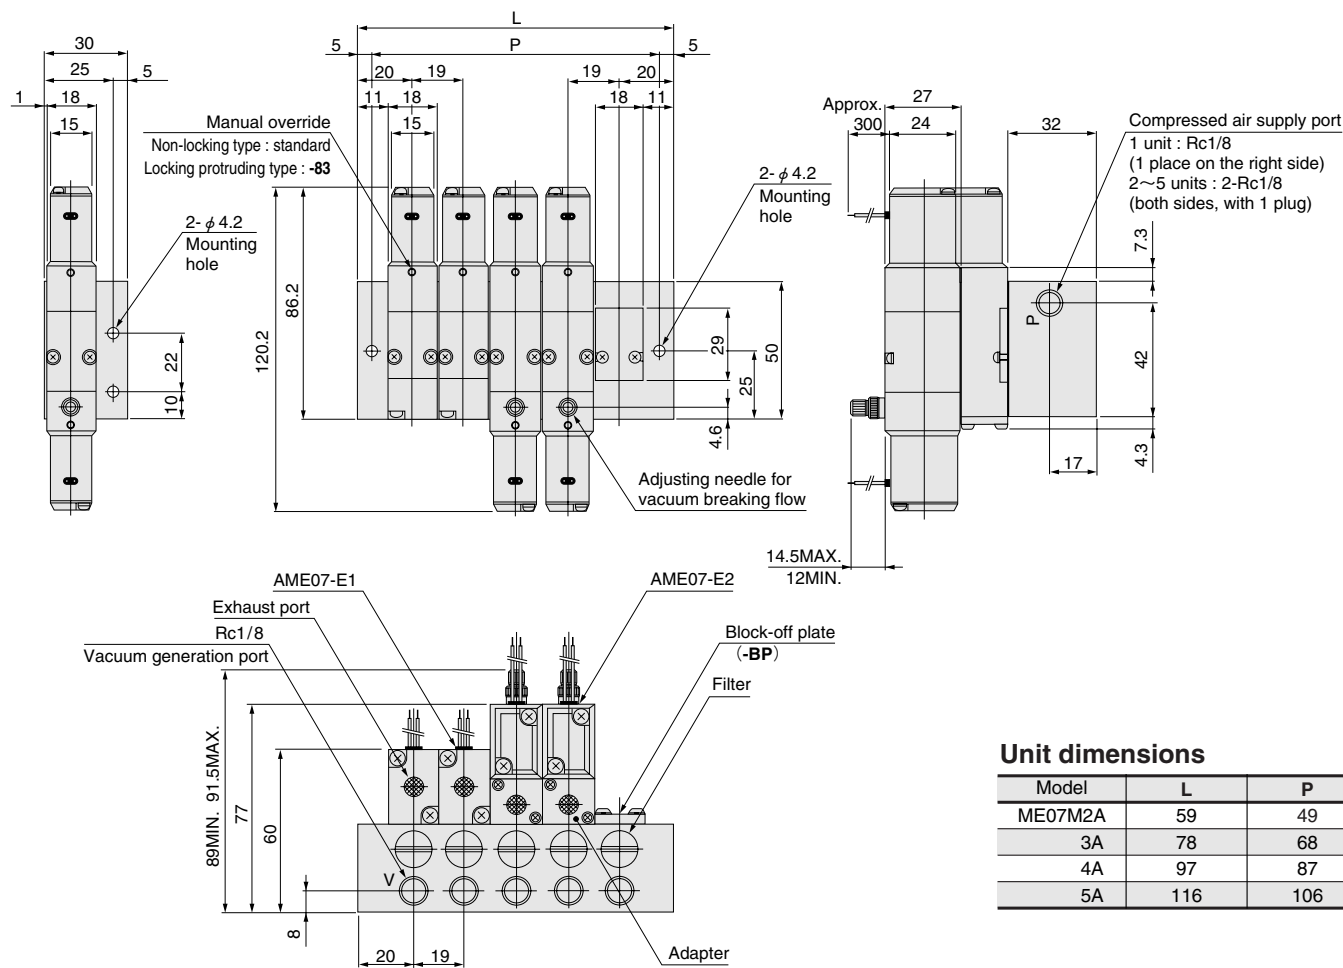 L
30
5
P
5
25
5
20
19
19
20
1
18
11
18
18
11
15
15
Approx.
27
300
24
32
Compressed air supply port
1 unit : Rc1/8
(1 place on the right side)
2～5 units : 2-Rc1/8
(both sides, with 1 plug)
Manual override
Non-locking type : standard
Locking protruding type : -83
2- φ 4.2
Mounting
hole
2- φ 4.2
Mounting
hole
120.2
86.2
22
10
29
25
50
4.6
7.3
P
42
4.3
17
Adjusting needle for
vacuum breaking flow
14.5MAX.
12MIN.
AME07-E1
AME07-E2
Exhaust port
Rc1/8
Vacuum generation port
Block-off plate
(-BP)
Filter
89MIN. 91.5MAX.
77
60
V
8
20
19
Adapter
Unit dimensions
Model L P
ME07M2A 59 49
3A 78 68
4A 97 87
5A 116 106